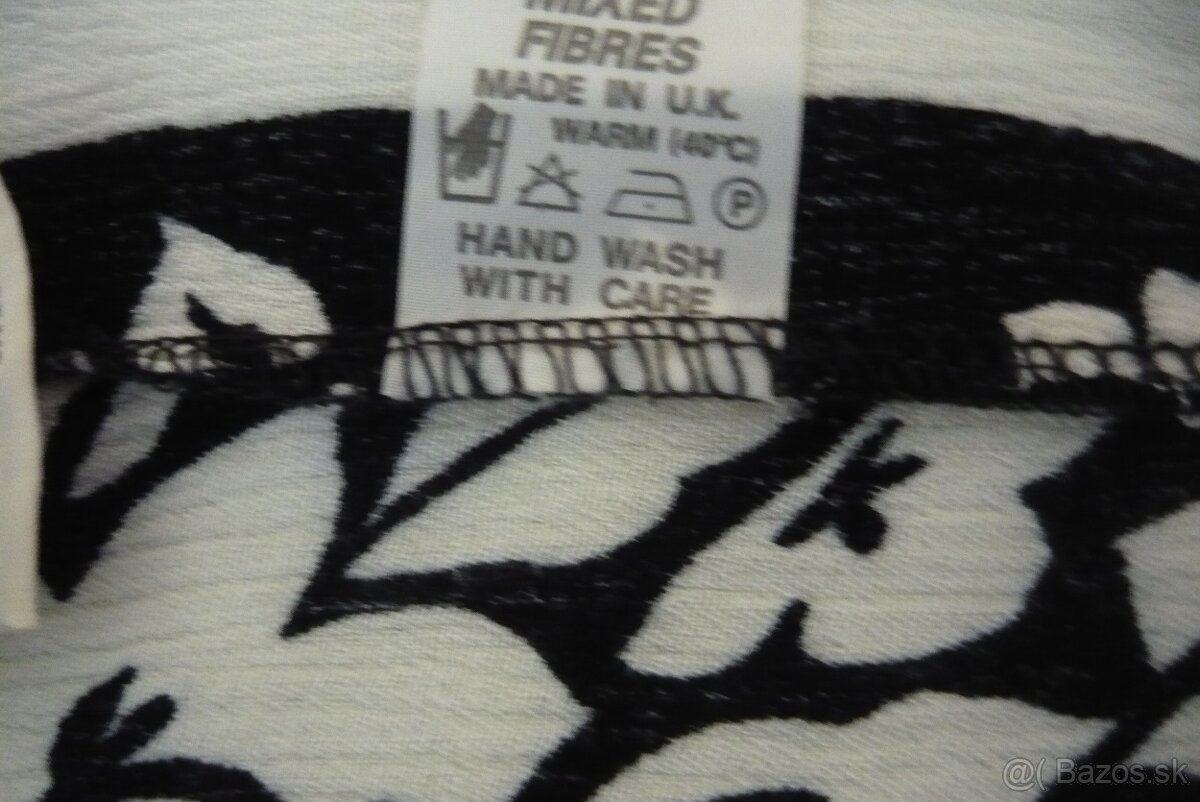 MIXED
FIBRES
MADE IN U.K.
WARM (40°C)
P
HAND WASH
WITH CARE
@( Bazos.sk